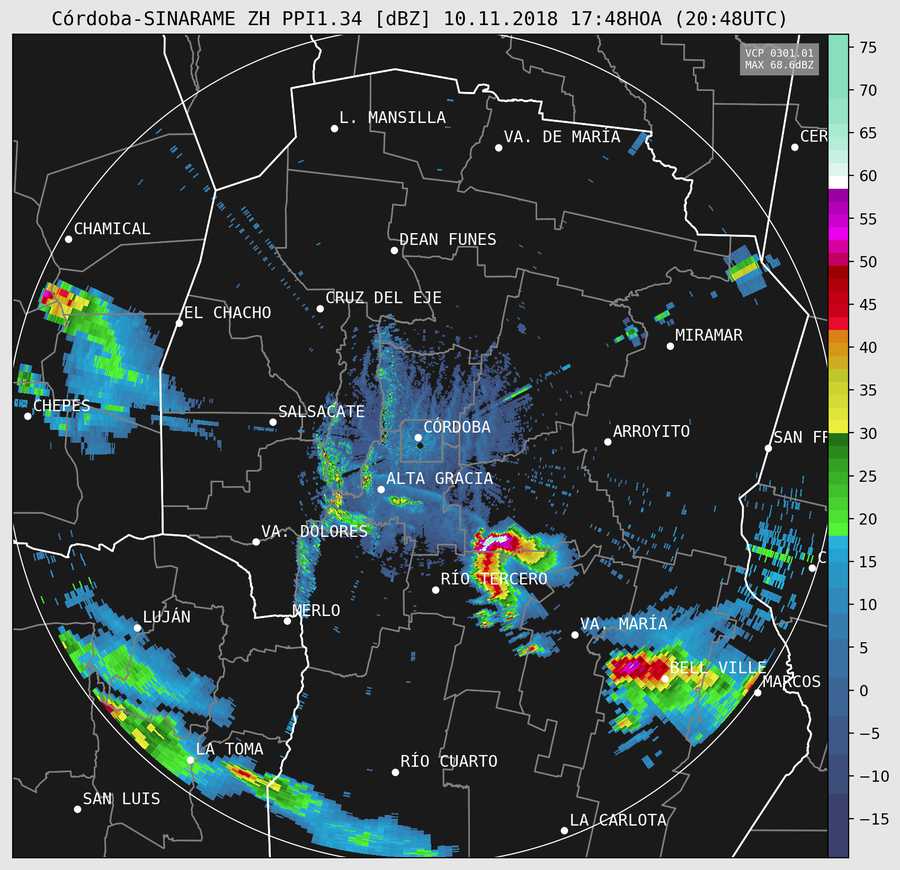 Córdoba-SINARAME ZH PPI1.34 [dBZ] 10.11.2018 17:48HOA (20:48UTC)
VCP 0301.01
MAX 68.6dBZ
L. MANSILLA
VA. DE MARÍA
CER
CHAMICAL
DEAN FUNES
CRUZ DEL EJE
EL CHACHO
MIRAMAR
CHEPES
SALSACATE
CÓRDOBA
ARROYITO
SAN FR
ALTA GRACIA
VA. DOLORES
C
RÍO TERCERO
MERLO
LUJÁN
VA. MARÍA
BELL VILLE
MARCOS
LA TOMA
RÍO CUARTO
SAN LUIS
LA CARLOTA
75
70
65
60
55
50
45
40
35
30
25
20
15
10
5
0
−5
−10
−15